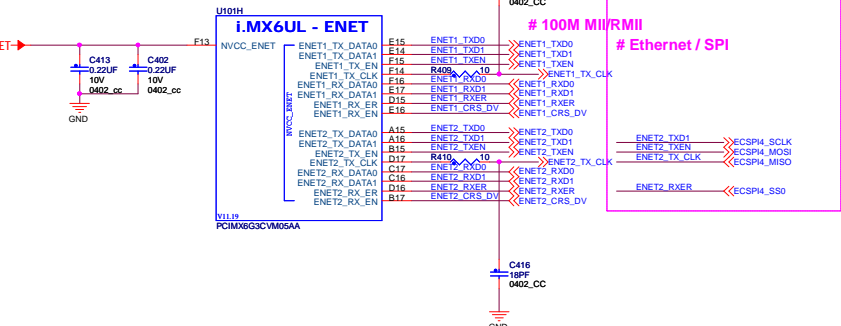 0402_CC
U101H
i.MX6UL - ENET
# 100M MII/RMII
# Ethernet / SPI
ET
F13
NVCC_ENET
NVCC_ENET
ENET1_TX_DATA0 E15 ENET1_TXD0 ENET1_TXD0
ENET1_TX_DATA1 E14 ENET1_TXD1 ENET1_TXD1
ENET1_TX_EN F15 ENET1_TXEN ENET1_TXEN
ENET1_TX_CLK F14 R409 10 ENET1_TX_CLK
ENET1_RX_DATA0 F16 ENET1_RXD0 ENET1_RXD0
ENET1_RX_DATA1 E17 ENET1_RXD1 ENET1_RXD1
ENET1_RX_ER D15 ENET1_RXER ENET1_RXER
ENET1_RX_EN E16 ENET1_CRS_DV ENET1_CRS_DV
C413
0.22UF
10V
0402_cc
C402
0.22UF
10V
0402_cc
GND
ENET2_TX_DATA0 A15 ENET2_TXD0 ENET2_TXD0
ENET2_TX_DATA1 A16 ENET2_TXD1 ENET2_TXD1
ENET2_TX_EN B15 ENET2_TXEN ENET2_TXEN
ENET2_TX_CLK D17 R410 10 ENET2_TX_CLK
ENET2_RX_DATA0 C17 ENET2_RXD0 ENET2_RXD0
ENET2_RX_DATA1 C16 ENET2_RXD1 ENET2_RXD1
ENET2_RX_ER D16 ENET2_RXER ENET2_RXER
ENET2_RX_EN B17 ENET2_CRS_DV ENET2_CRS_DV
ENET2_TXD1 ECSPI4_SCLK
ENET2_TXEN ECSPI4_MOSI
ENET2_TX_CLK ECSPI4_MISO
ENET2_RXER ECSPI4_SS0
V11.19
PCIMX6G3CVM05AA
C416
18PF
0402_CC
GND